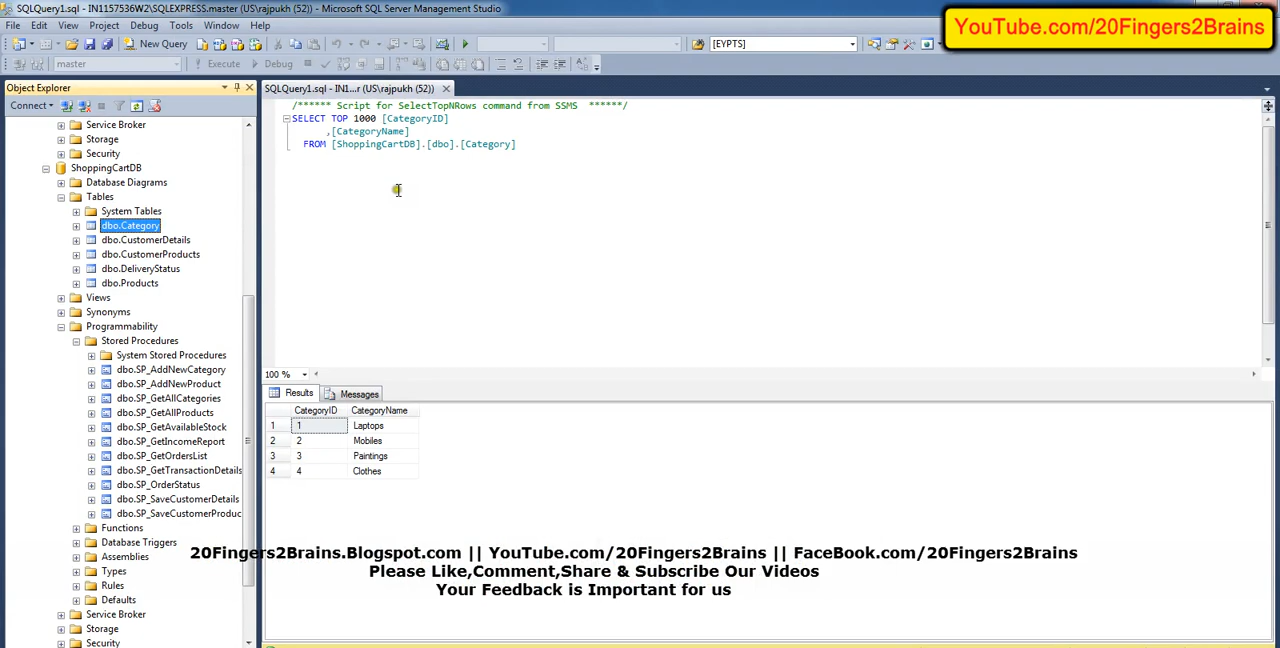 SQLQuery1.sql - IN1157536W2\SQLEXPRESS.master (US\rajpukh (52)) - Microsoft SQL Server Management Studio
YouTube.com/20Fingers2Brains
File Edit View Project Debug Tools Window Help
New Query [EYPTS]
master Execute Debug
Object Explorer
Connect
Service Broker
Storage
Security
ShoppingCartDB
Database Diagrams
Tables
System Tables
dbo.Category
dbo.CustomerDetails
dbo.CustomerProducts
dbo.DeliveryStatus
dbo.Products
Views
Synonyms
Programmability
Stored Procedures
System Stored Procedures
dbo.SP_AddNewCategory
dbo.SP_AddNewProduct
dbo.SP_GetAllCategories
dbo.SP_GetAllProducts
dbo.SP_GetAvailableStock
dbo.SP_GetIncomeReport
dbo.SP_GetOrdersList
dbo.SP_GetTransactionDetails
dbo.SP_OrderStatus
dbo.SP_SaveCustomerDetails
dbo.SP_SaveCustomerProduc
Functions
Database Triggers
Assemblies
Types
Rules
Defaults
Service Broker
Storage
Security
SQLQuery1.sql - IN1...r (US\rajpukh (52))
/****** Script for SelectTopNRows command from SSMS ******/
SELECT TOP 1000 [CategoryID]
,[CategoryName]
FROM [ShoppingCartDB].[dbo].[Category]
100 %
Results Messages
CategoryID CategoryName
1 1 Laptops
2 2 Mobiles
3 3 Paintings
4 4 Clothes
20Fingers2Brains.Blogspot.com || YouTube.com/20Fingers2Brains || FaceBook.com/20Fingers2Brains
Please Like,Comment,Share & Subscribe Our Videos
Your Feedback is Important for us